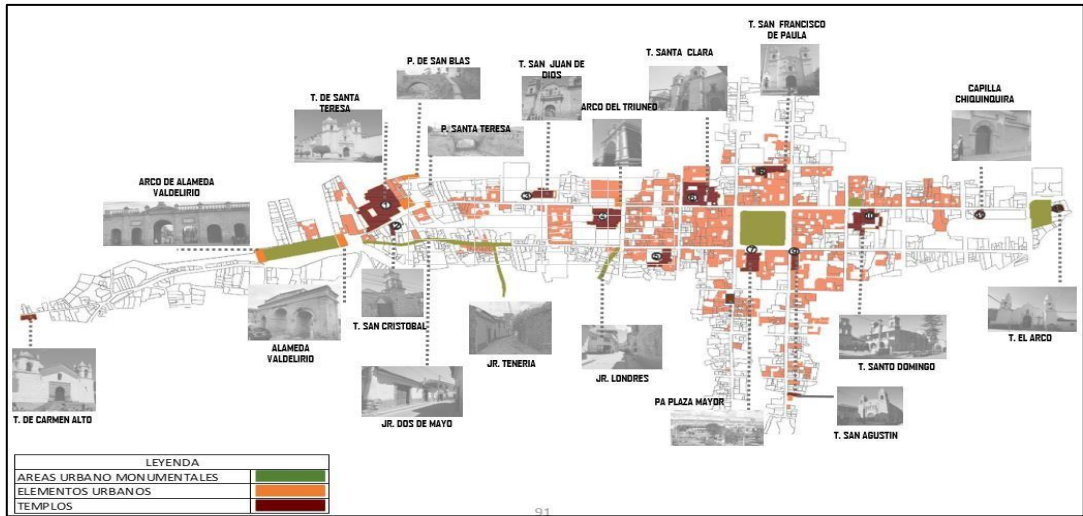 T. SAN FRANCISCO
DE PAULA
P. DE SAN BLAS
T. SAN JUAN DE
DIOS
T. SANTA CLARA
T. DE SANTA
TERESA
CAPILLA
CHIQUINQUIRA
ARCO DEL TRIUNFO
P. SANTA TERESA
ARCO DE ALAMEDA
VALDELIRIO
T. SAN CRISTOBAL
ALAMEDA
VALDELIRIO
JR. TENERIA
JR. LONDRES
T. EL ARCO
T. SANTO DOMINGO
PA PLAZA MAYOR
T. DE CARMEN ALTO
JR. DOS DE MAYO
T. SAN AGUSTIN
LEYENDA
AREAS URBANO MONUMENTALES
ELEMENTOS URBANOS
TEMPLOS
91